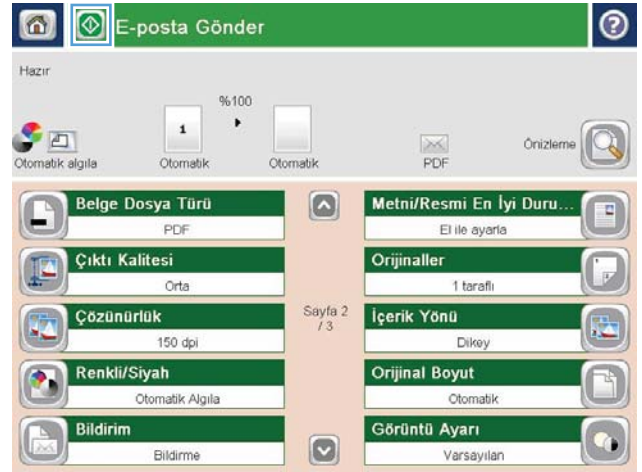 E-posta Gönder
Hazır
%100
1
Otomatik algıla
Otomatik
Otomatik
PDF
Önizleme
Belge Dosya Türü
PDF
Metni/Resmi En İyi Duru...
El ile ayarla
Çıktı Kalitesi
Orta
Orijinaller
1 taraflı
Çözünürlük
150 dpi
Sayfa 2
/ 3
İçerik Yönü
Dikey
Renkli/Siyah
Otomatik Algıla
Orijinal Boyut
Otomatik
Bildirim
Bildirme
Görüntü Ayarı
Varsayılan